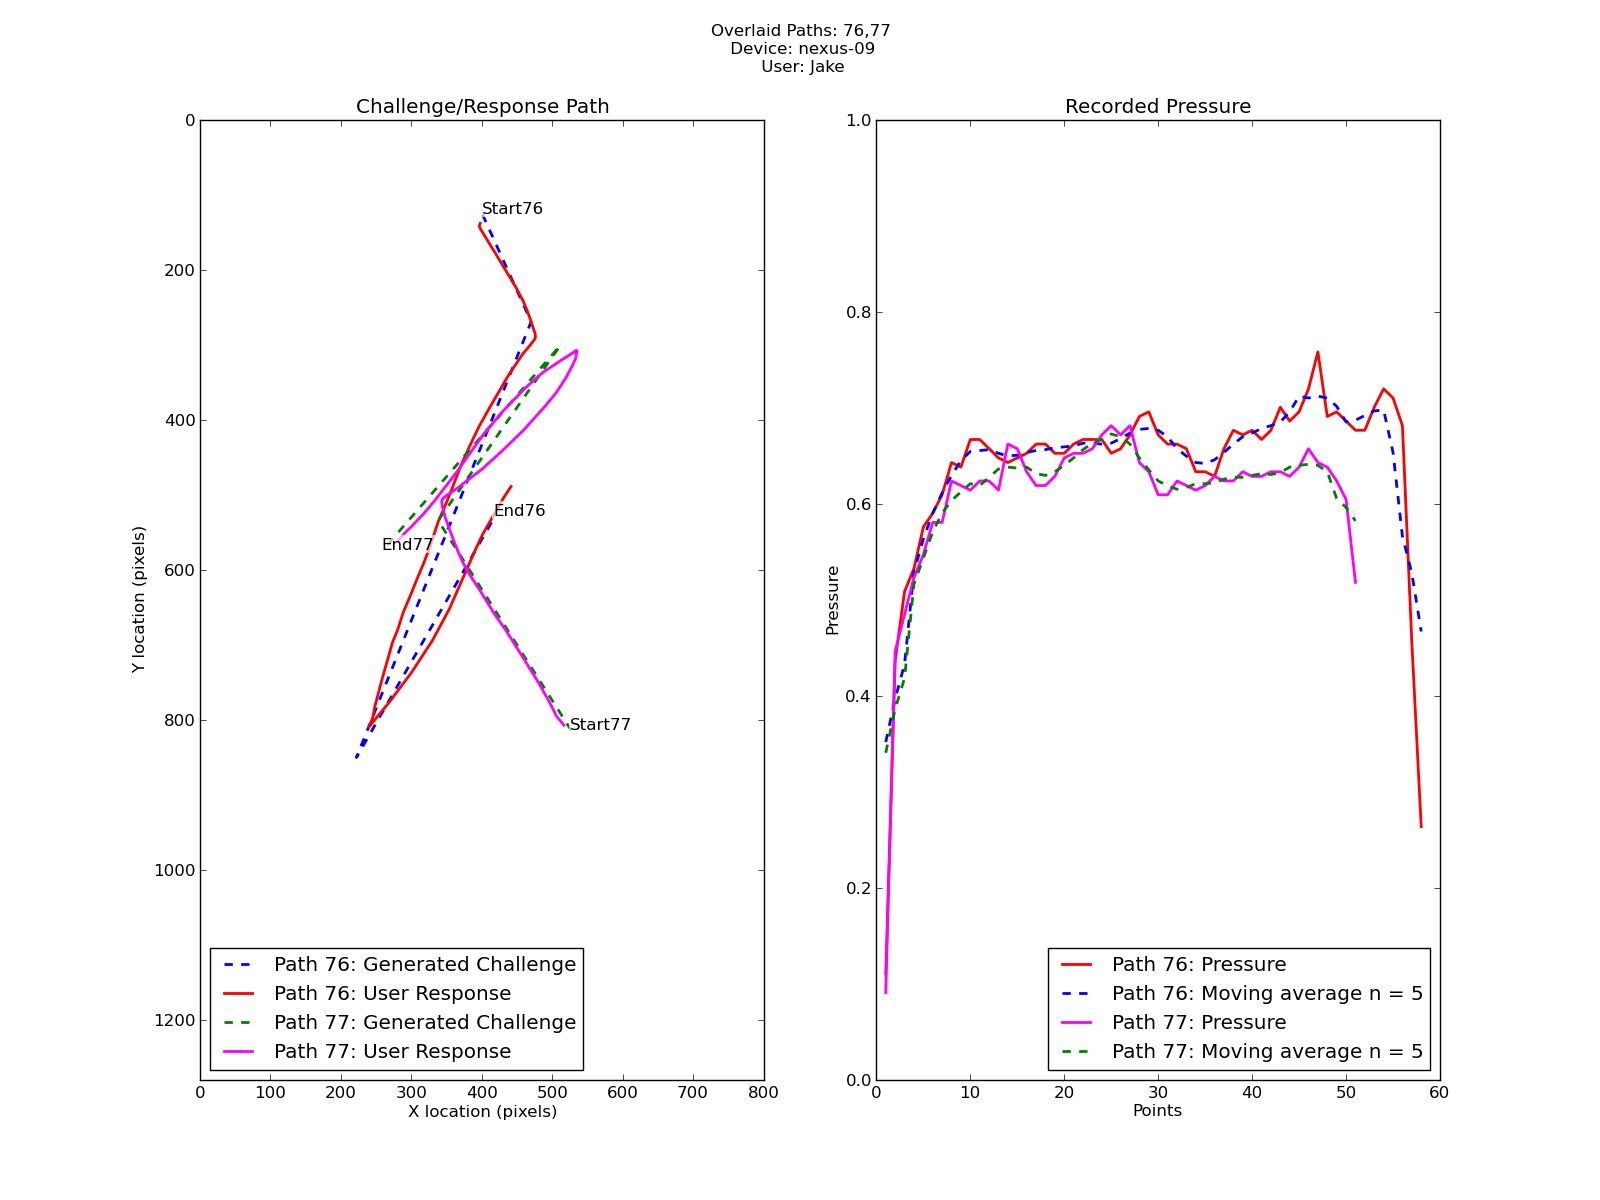 Overlaid Paths: 76,77
Device: nexus-09
User: Jake
Challenge/Response Path
0
200
400
600
800
1000
1200
Y location (pixels)
Start76
End76
End77
Start77
Path 76: Generated Challenge
Path 76: User Response
Path 77: Generated Challenge
Path 77: User Response
0 100 200 300 400 500 600 700 800
X location (pixels)
Recorded Pressure
1.0
0.8
0.6
0.4
0.2
0.0
Pressure
Path 76: Pressure
Path 76: Moving average n = 5
Path 77: Pressure
Path 77: Moving average n = 5
0 10 20 30 40 50 60
Points